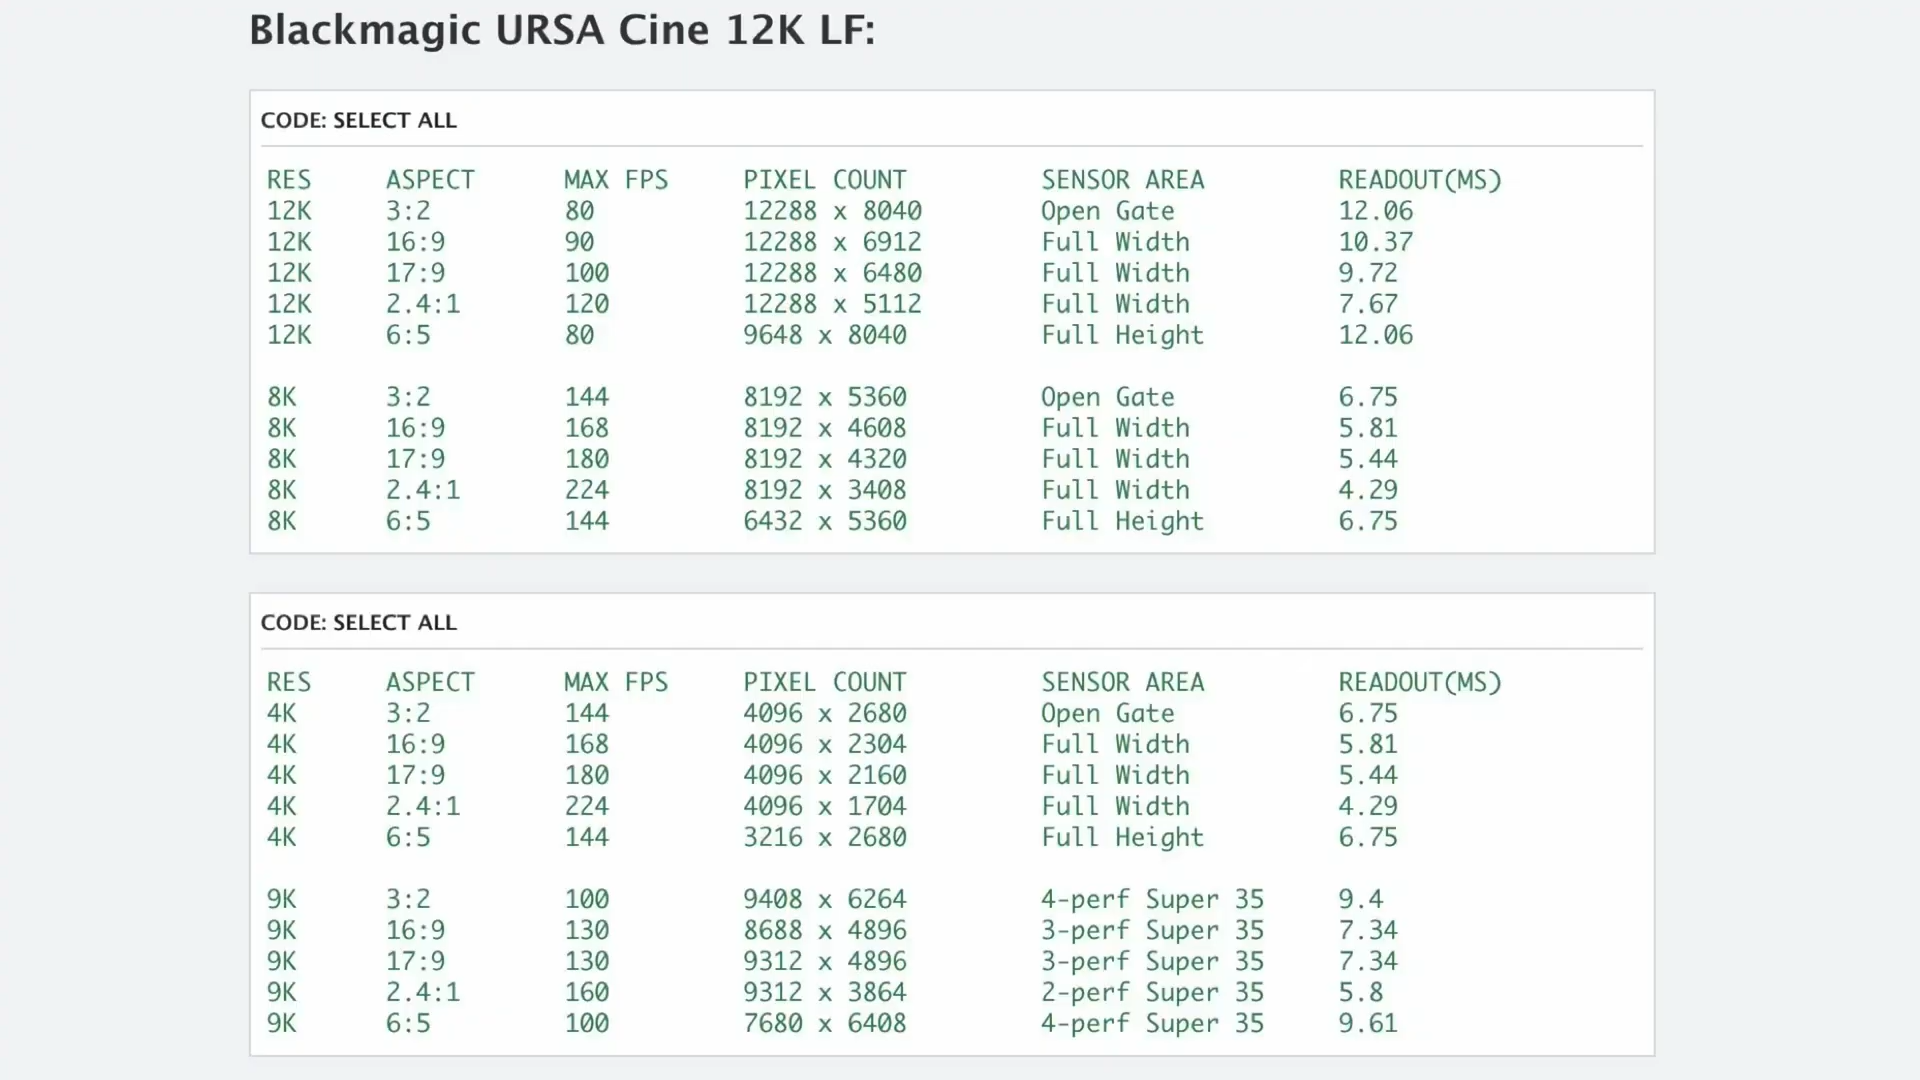 Blackmagic URSA Cine 12K LF:
CODE: SELECT ALL
RES ASPECT MAX FPS PIXEL COUNT SENSOR AREA READOUT(MS)
12K 3:2 80 12288 x 8040 Open Gate 12.06
12K 16:9 90 12288 x 6912 Full Width 10.37
12K 17:9 100 12288 x 6480 Full Width 9.72
12K 2.4:1 120 12288 x 5112 Full Width 7.67
12K 6:5 80 9648 x 8040 Full Height 12.06
8K 3:2 144 8192 x 5360 Open Gate 6.75
8K 16:9 168 8192 x 4608 Full Width 5.81
8K 17:9 180 8192 x 4320 Full Width 5.44
8K 2.4:1 224 8192 x 3408 Full Width 4.29
8K 6:5 144 6432 x 5360 Full Height 6.75
CODE: SELECT ALL
RES ASPECT MAX FPS PIXEL COUNT SENSOR AREA READOUT(MS)
4K 3:2 144 4096 x 2680 Open Gate 6.75
4K 16:9 168 4096 x 2304 Full Width 5.81
4K 17:9 180 4096 x 2160 Full Width 5.44
4K 2.4:1 224 4096 x 1704 Full Width 4.29
4K 6:5 144 3216 x 2680 Full Height 6.75
9K 3:2 100 9408 x 6264 4-perf Super 35 9.4
9K 16:9 130 8688 x 4896 3-perf Super 35 7.34
9K 17:9 130 9312 x 4896 3-perf Super 35 7.34
9K 2.4:1 160 9312 x 3864 2-perf Super 35 5.8
9K 6:5 100 7680 x 6408 4-perf Super 35 9.61